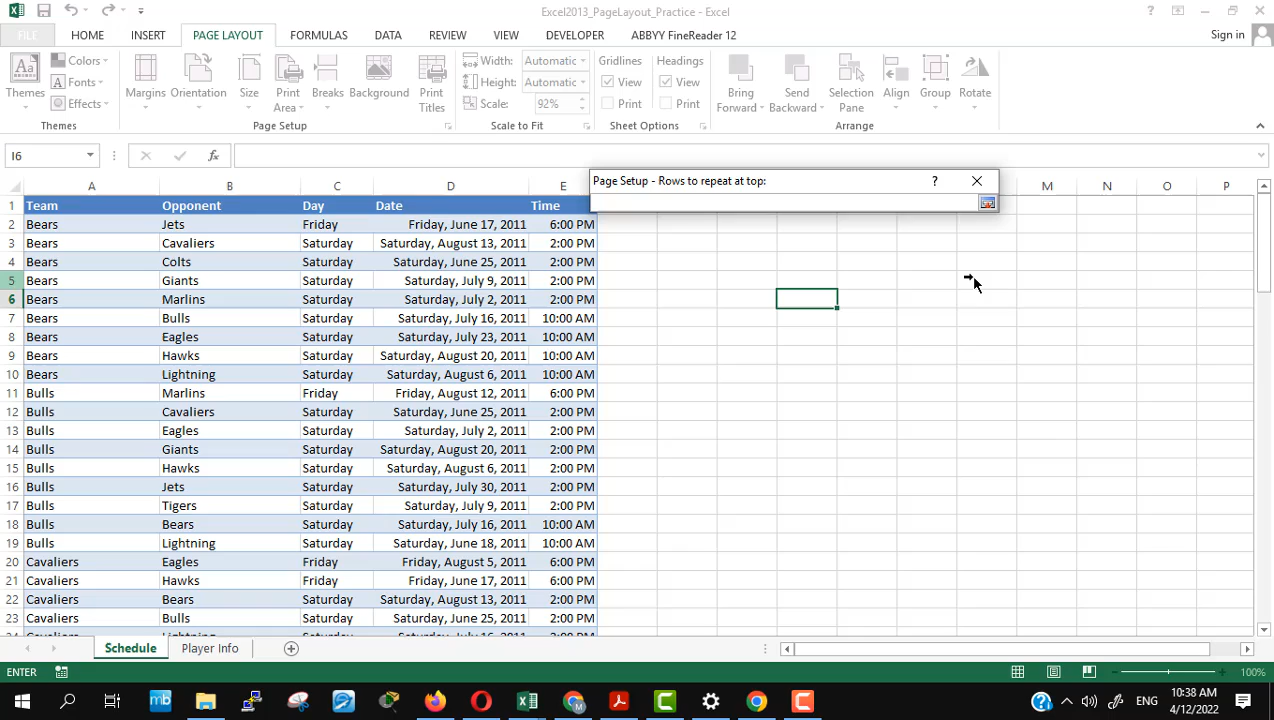 Excel2013_PageLayout_Practice - Excel
?
FILE HOME INSERT PAGE LAYOUT FORMULAS DATA REVIEW VIEW DEVELOPER ABBYY FineReader 12 Sign in
Aa Themes
Colors
Fonts
Effects
Margins Orientation Size Print Area Breaks Background Print Titles
Width: Automatic
Height: Automatic
Scale: 92%
Gridlines Headings
View View
Print Print
Bring Forward Send Backward Selection Pane Align Group Rotate
Themes Page Setup Scale to Fit Sheet Options Arrange
I6 fx
Page Setup - Rows to repeat at top: ?
A B C D E M N O P
1 Team Opponent Day Date Time
2 Bears Jets Friday Friday, June 17, 2011 6:00 PM
3 Bears Cavaliers Saturday Saturday, August 13, 2011 2:00 PM
4 Bears Colts Saturday Saturday, June 25, 2011 2:00 PM
5 Bears Giants Saturday Saturday, July 9, 2011 2:00 PM
6 Bears Marlins Saturday Saturday, July 2, 2011 2:00 PM
7 Bears Bulls Saturday Saturday, July 16, 2011 10:00 AM
8 Bears Eagles Saturday Saturday, July 23, 2011 10:00 AM
9 Bears Hawks Saturday Saturday, August 20, 2011 10:00 AM
10 Bears Lightning Saturday Saturday, August 6, 2011 10:00 AM
11 Bulls Marlins Friday Friday, August 12, 2011 6:00 PM
12 Bulls Cavaliers Saturday Saturday, June 25, 2011 2:00 PM
13 Bulls Eagles Saturday Saturday, July 2, 2011 2:00 PM
14 Bulls Giants Saturday Saturday, August 20, 2011 2:00 PM
15 Bulls Hawks Saturday Saturday, August 6, 2011 2:00 PM
16 Bulls Jets Saturday Saturday, July 30, 2011 2:00 PM
17 Bulls Tigers Saturday Saturday, July 9, 2011 2:00 PM
18 Bulls Bears Saturday Saturday, July 16, 2011 10:00 AM
19 Bulls Lightning Saturday Saturday, June 18, 2011 10:00 AM
20 Cavaliers Eagles Friday Friday, August 5, 2011 6:00 PM
21 Cavaliers Hawks Friday Friday, June 17, 2011 6:00 PM
22 Cavaliers Bears Saturday Saturday, August 13, 2011 2:00 PM
23 Cavaliers Bulls Saturday Saturday, June 25, 2011 2:00 PM
Schedule Player Info
ENTER 100%
mb ENG 10:38 AM
4/12/2022